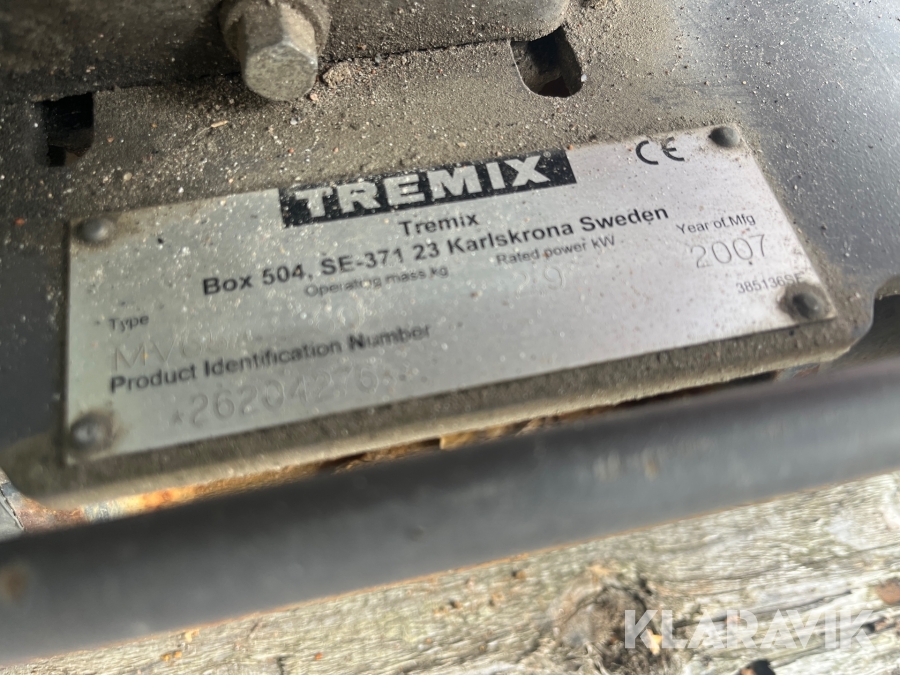 TREMIX
CE
Tremix
Box 504, SE-371 23 Karlskrona Sweden
Type
Operating mass kg
Rated power kW
Year of Mfg
2007
385136SE
Product Identification Number
KLARAVIK